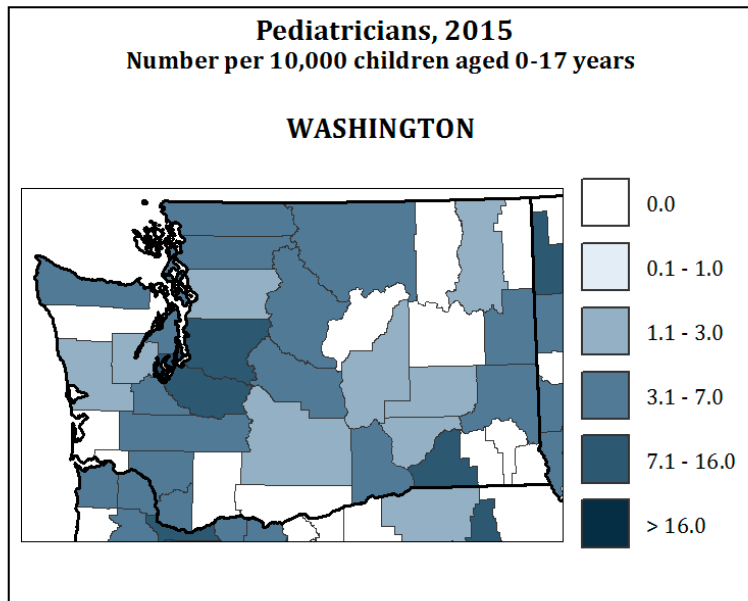 Pediatricians, 2015
Number per 10,000 children aged 0-17 years
WASHINGTON
0.0
0.1 - 1.0
1.1 - 3.0
3.1 - 7.0
7.1 - 16.0
> 16.0